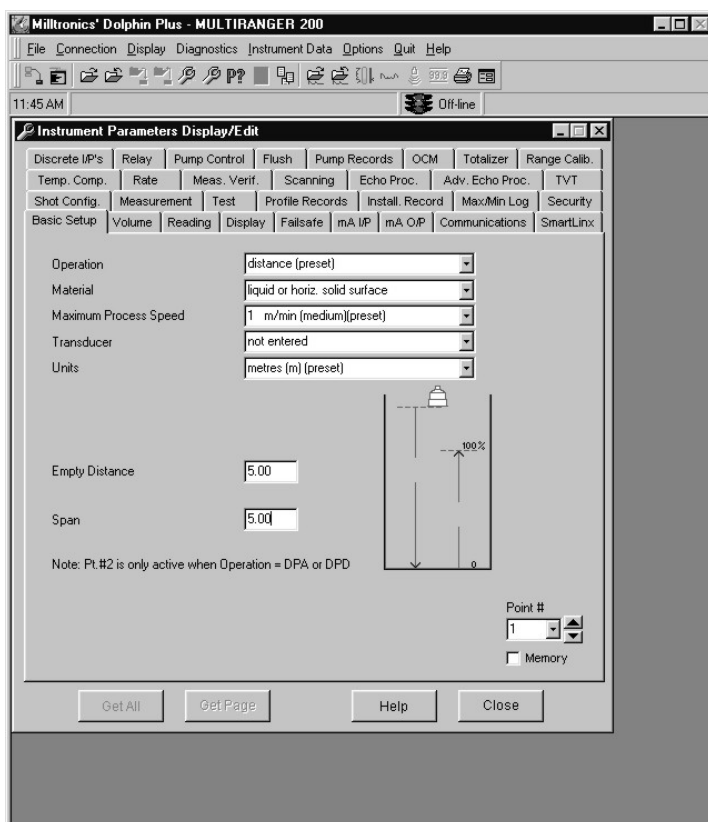 Milltronics' Dolphin Plus - MULTIRANGER 200
File Connection Display Diagnostics Instrument Data Options Quit Help
P? 99.9
11:45 AM Off-line
Instrument Parameters Display/Edit
Discrete I/P's Relay Pump Control Flush Pump Records OCM Totalizer Range Calib.
Temp. Comp. Rate Meas. Verif. Scanning Echo Proc. Adv. Echo Proc. TVT
Shot Config. Measurement Test Profile Records Install. Record Max/Min Log Security
Basic Setup Volume Reading Display Failsafe mA I/P mA O/P Communications SmartLinx
Operation distance (preset)
Material liquid or horiz. solid surface
Maximum Process Speed 1 m/min (medium)(preset)
Transducer not entered
Units metres (m) (preset)
100%
Empty Distance 5.00
Span 5.00
Note: Pt.#2 is only active when Operation = DPA or DPD
0
Point #
1
Memory
Get All Get Page Help Close